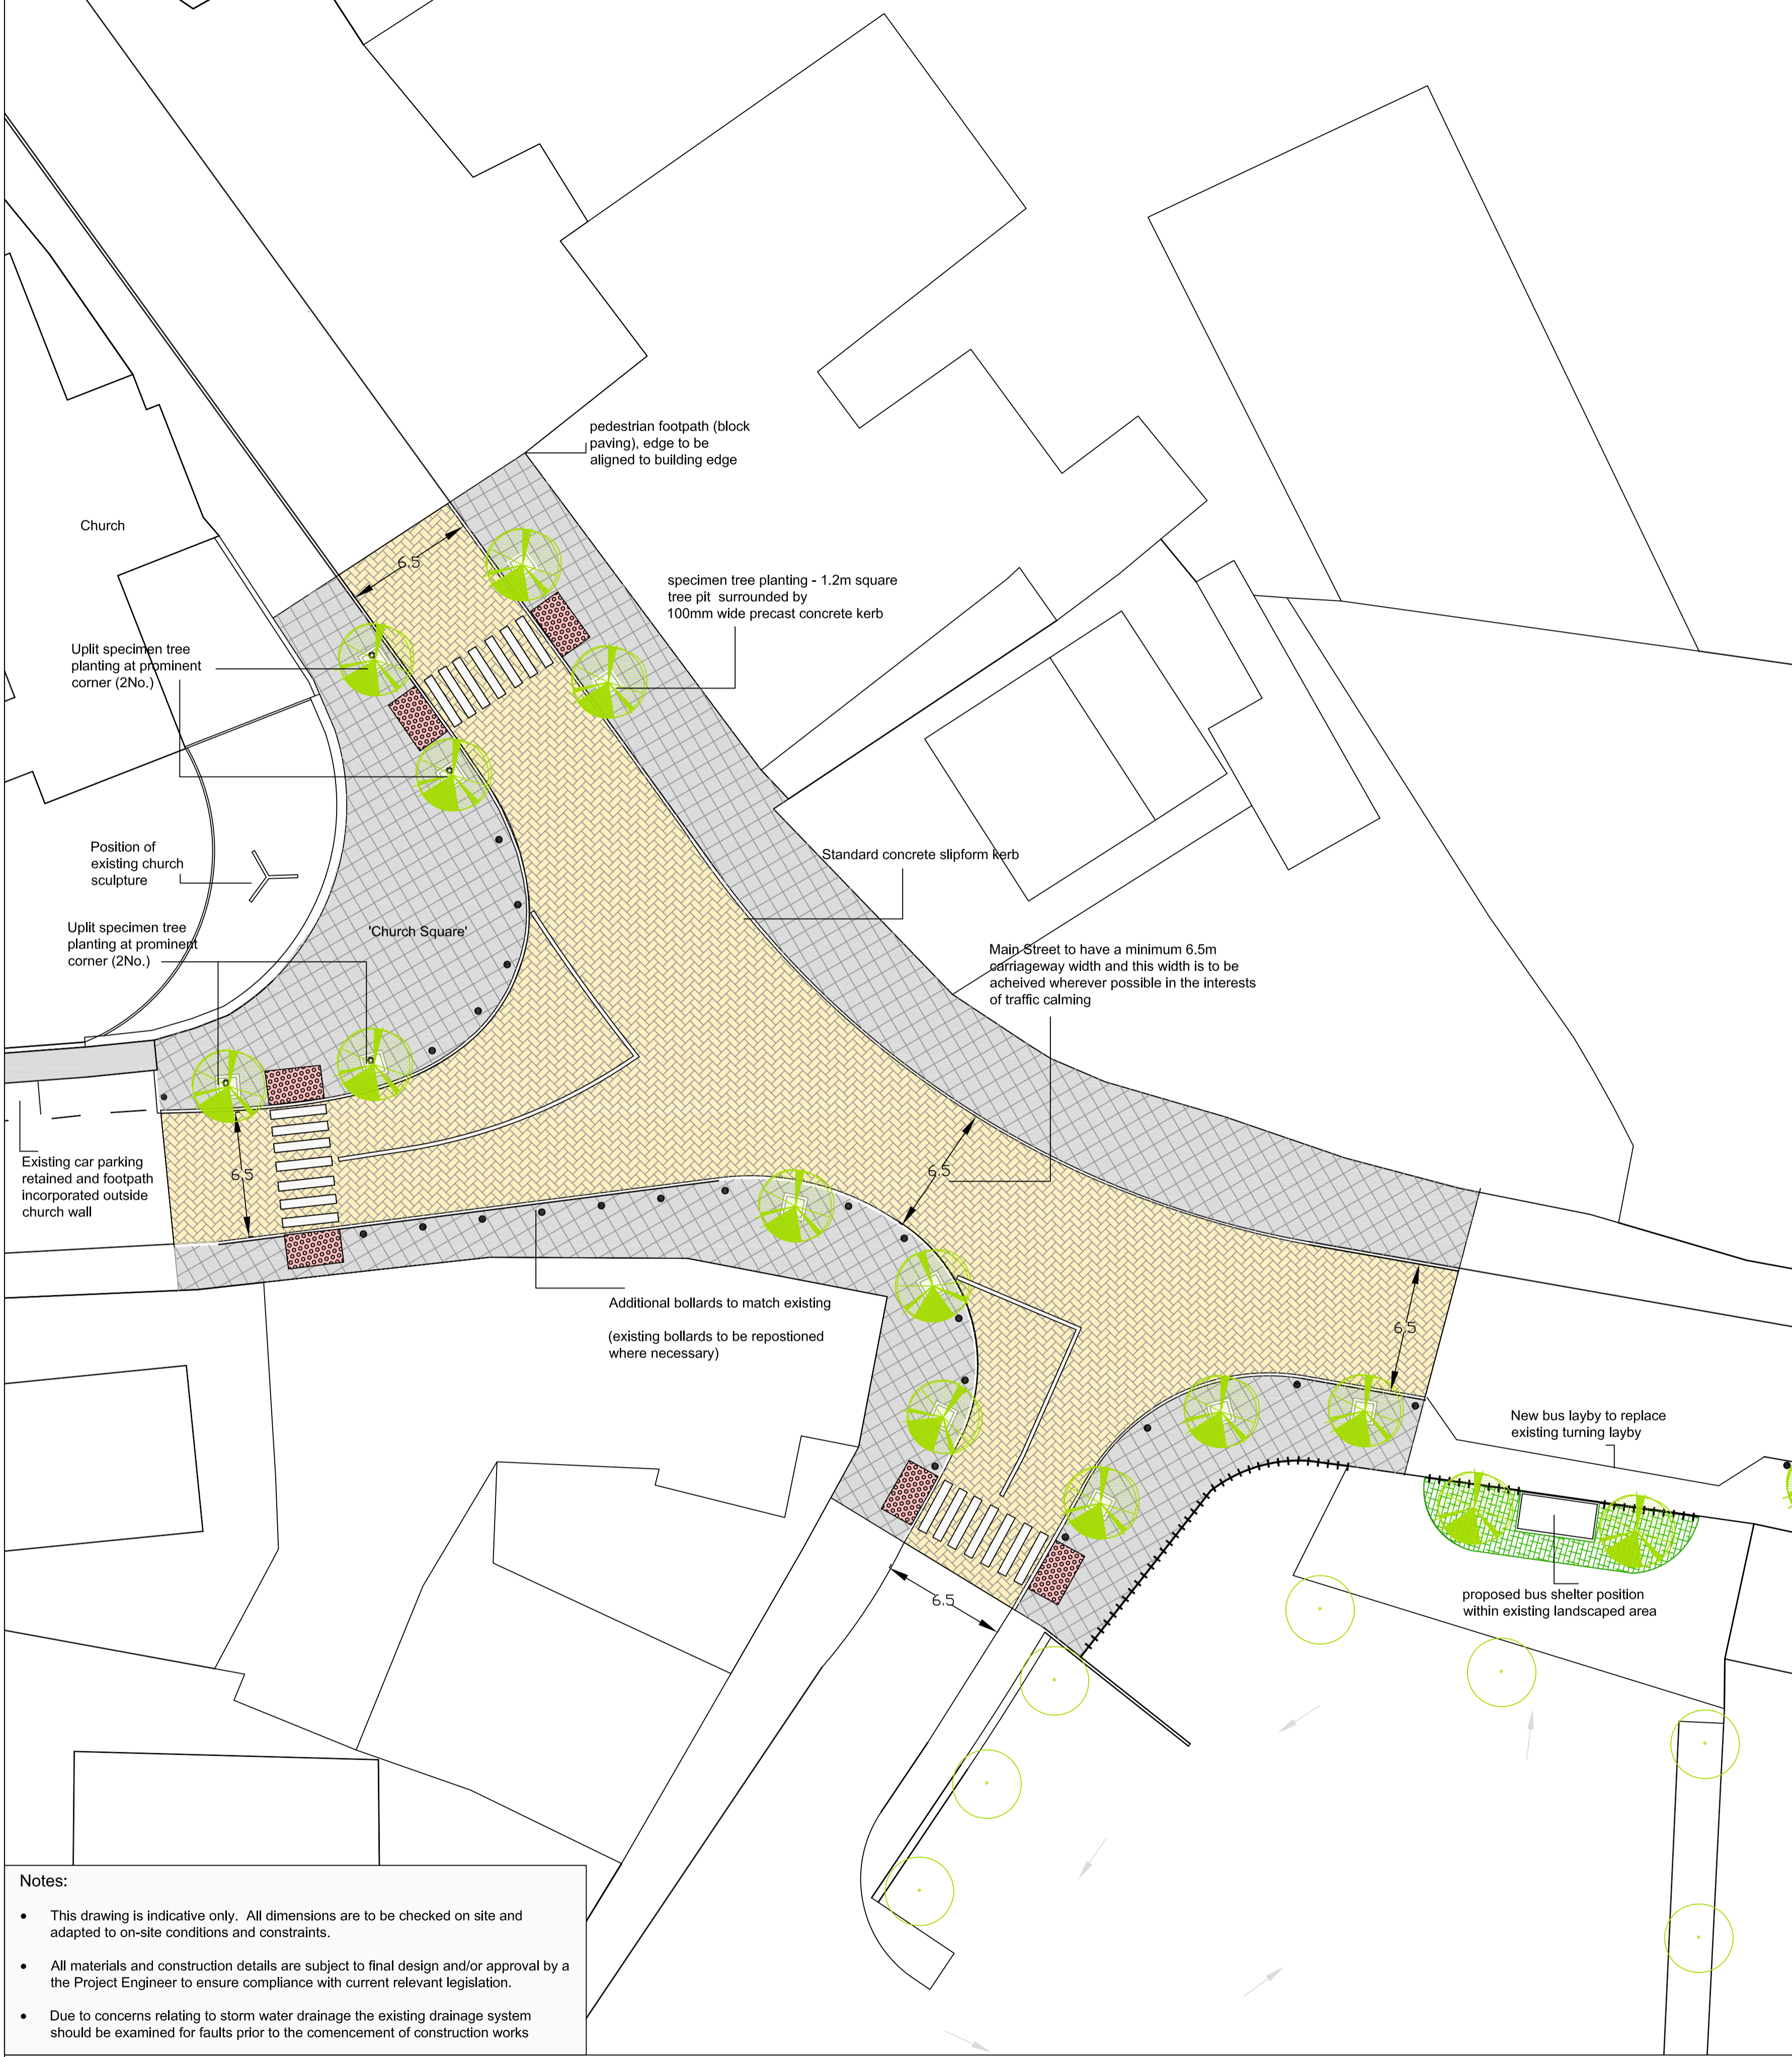 pedestrian footpath (block
paving), edge to be
aligned to building edge
Church
6.5
specimen tree planting - 1.2m square
tree pit surrounded by
100mm wide precast concrete kerb
Uplit specimen tree
planting at prominent
corner (2No.)
Position of
existing church
sculpture
Standard concrete slipform kerb
Uplit specimen tree
planting at prominent
corner (2No.)
'Church Square'
Main Street to have a minimum 6.5m
carriageway width and this width is to be
acheived wherever possible in the interests
of traffic calming
Existing car parking
retained and footpath
incorporated outside
church wall
6.5
6.5
Additional bollards to match existing
(existing bollards to be repostioned
where necessary)
6.5
New bus layby to replace
existing turning layby
proposed bus shelter position
within existing landscaped area
6.5
Notes:
• This drawing is indicative only. All dimensions are to be checked on site and
adapted to on-site conditions and constraints.
• All materials and construction details are subject to final design and/or approval by a
the Project Engineer to ensure compliance with current relevant legislation.
• Due to concerns relating to storm water drainage the existing drainage system
should be examined for faults prior to the comencement of construction works